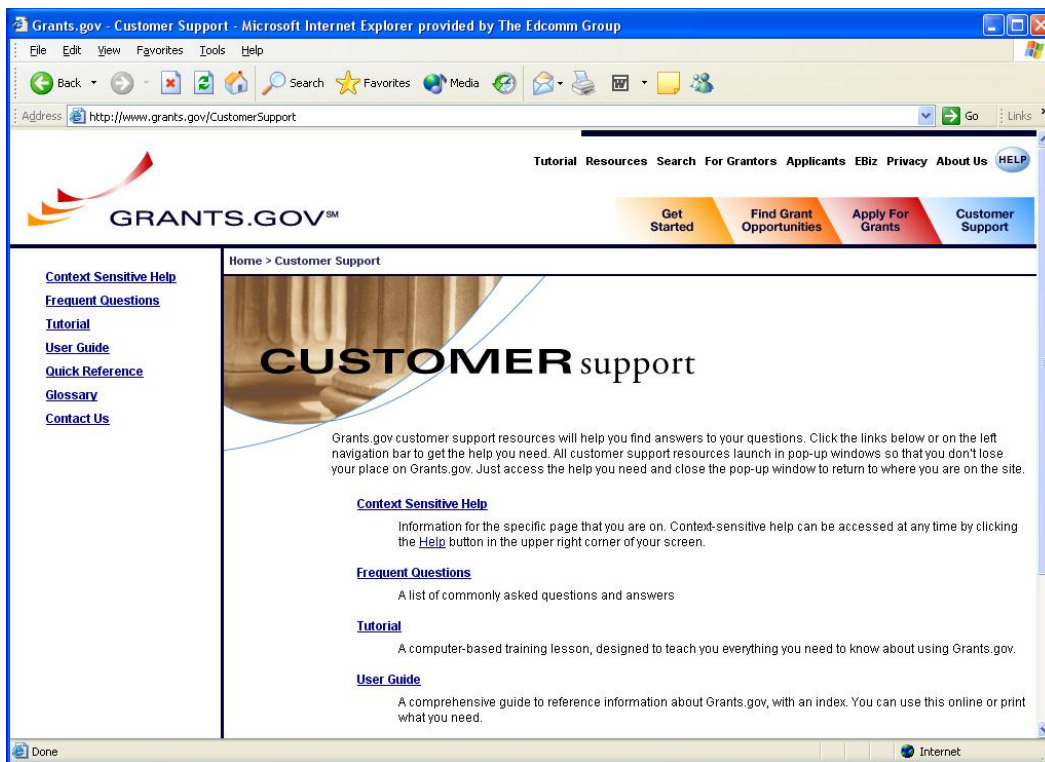 Grants.gov - Customer Support - Microsoft Internet Explorer provided by The Edcomm Group
File Edit View Favorites Tools Help
Back Search Favorites Media
Address http://www.grants.gov/CustomerSupport Go Links
Tutorial Resources Search For Grantors Applicants EBiz Privacy About Us HELP
GRANTS.GOV℠
Get Started
Find Grant Opportunities
Apply For Grants
Customer Support
Home > Customer Support
Context Sensitive Help
Frequent Questions
Tutorial
User Guide
Quick Reference
Glossary
Contact Us
CUSTOMER support
Grants.gov customer support resources will help you find answers to your questions. Click the links below or on the left
navigation bar to get the help you need. All customer support resources launch in pop-up windows so that you don't lose
your place on Grants.gov. Just access the help you need and close the pop-up window to return to where you are on the site.
Context Sensitive Help
Information for the specific page that you are on. Context-sensitive help can be accessed at any time by clicking
the Help button in the upper right corner of your screen.
Frequent Questions
A list of commonly asked questions and answers
Tutorial
A computer-based training lesson, designed to teach you everything you need to know about using Grants.gov.
User Guide
A comprehensive guide to reference information about Grants.gov, with an index. You can use this online or print
what you need.
Done Internet